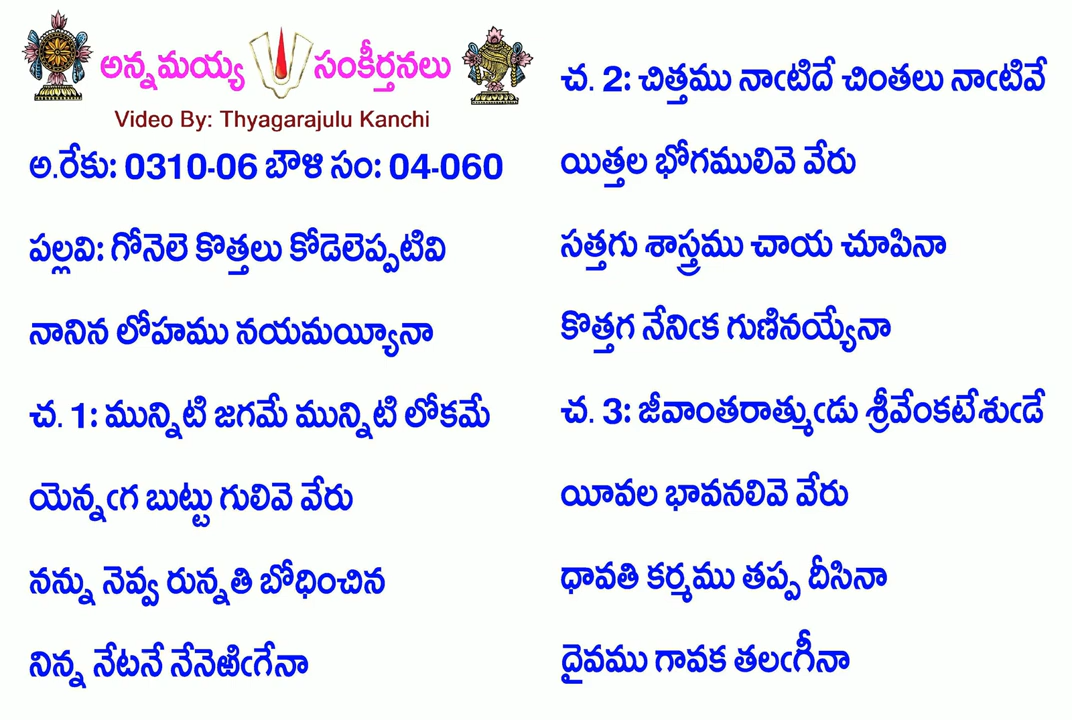 అన్నమయ్య సంకీర్తనలు
Video By: Thyagarajulu Kanchi
అ.రేకు: 0310-06 బౌళి సం: 04-060
పల్లవి: గోనెలె కొత్తలు కోడెలెప్పటివి
నానిన లోహము నయమయ్యీనా
చ. 1: మున్నిటి జగమే మున్నిటి లోకమే
యెన్నఁగ బుట్టు గులివె వేరు
నన్ను నెవ్వ రున్నతి బోధించిన
నిన్న నేటనే నేనెఱిఁగేనా
చ. 2: చిత్తము నాఁటిదే చింతలు నాఁటివే
యిత్తల భోగములివె వేరు
సత్తగు శాస్త్రము చాయ చూపినా
కొత్తగ నేనిఁక గుణినయ్యేనా
చ. 3: జీవాంతరాత్ముఁడు శ్రీవేంకటేశుఁడే
యీవల భావనలివె వేరు
ధావతి కర్మము తప్ప దీసినా
దైవము గావక తలఁగీనా